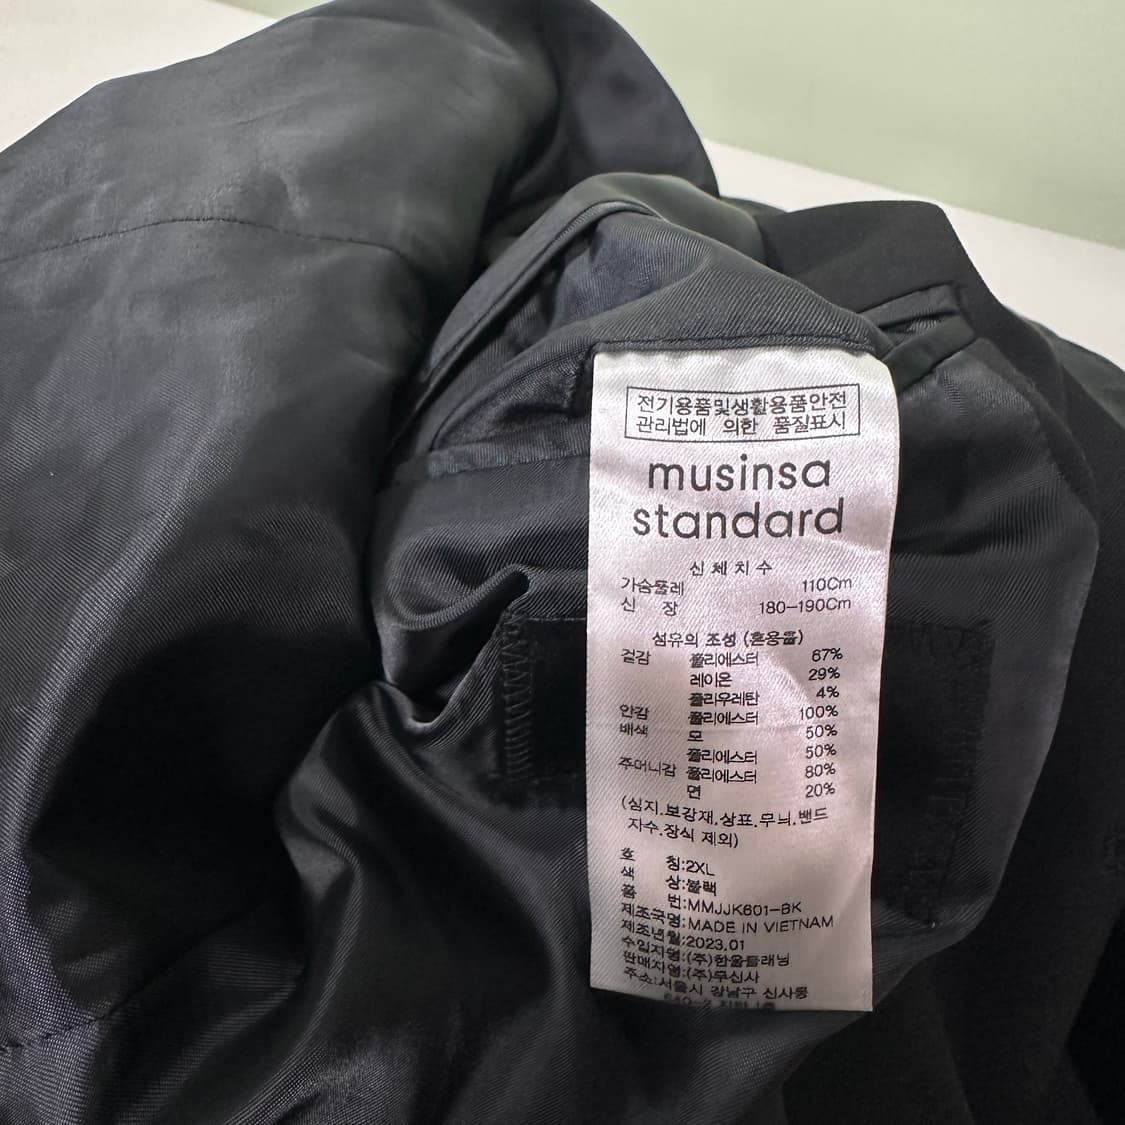 전기용품및생활용품안전
관리법에 의한 품질표시
musinsa
standard
신체치수
가슴둘레 110Cm
신 장 180-190Cm
섬유의 조성 (혼용율)
겉감 폴리에스터 67%
레이온 29%
폴리우레탄 4%
안감 폴리에스터 100%
배색 모 50%
폴리에스터 50%
주머니감 폴리에스터 80%
면 20%
(심지.보강재.상표.무늬.밴드
자수.장식 제외)
호 칭:2XL
색 상:블랙
품 번:MMJJK601-BK
제조국명:MADE IN VIETNAM
제조년월:2023.01
수입자명:(주)한울플래닝
판매자명:(주)무신사
주소:서울시 강남구 신사동